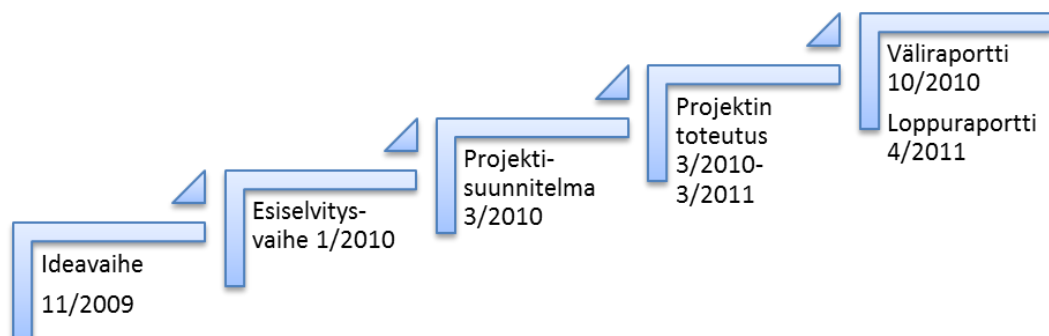 Ideavaihe
11/2009
Esiselvitys-
vaihe 1/2010
Projekti-
suunnitelma
3/2010
Projektin
toteutus
3/2010-
3/2011
Väliraportti
10/2010
Loppuraportti
4/2011